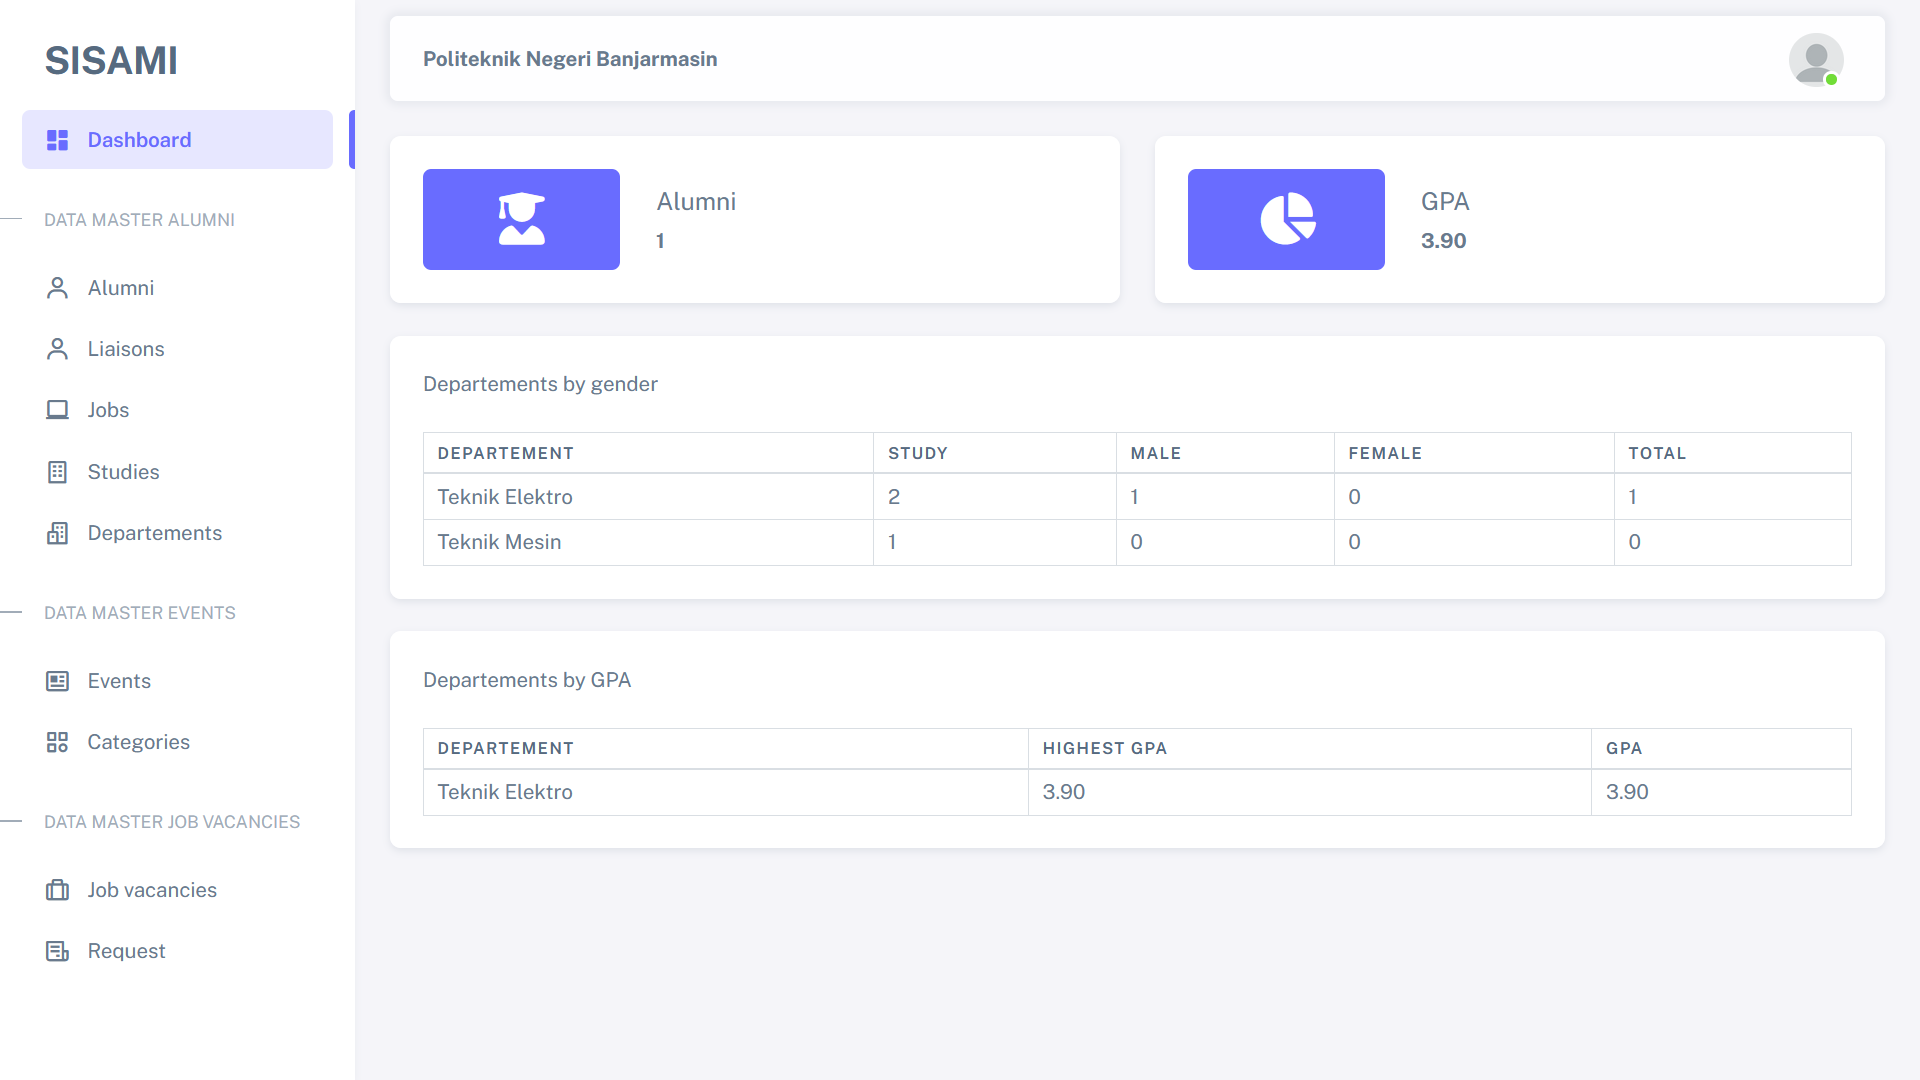 SISAMI
Dashboard
DATA MASTER ALUMNI
Alumni
Liaisons
Jobs
Studies
Departements
DATA MASTER EVENTS
Events
Categories
DATA MASTER JOB VACANCIES
Job vacancies
Request
Politeknik Negeri Banjarmasin
Alumni
1
GPA
3.90
Departements by gender
DEPARTEMENT STUDY MALE FEMALE TOTAL
Teknik Elektro 2 1 0 1
Teknik Mesin 1 0 0 0
Departements by GPA
DEPARTEMENT HIGHEST GPA GPA
Teknik Elektro 3.90 3.90